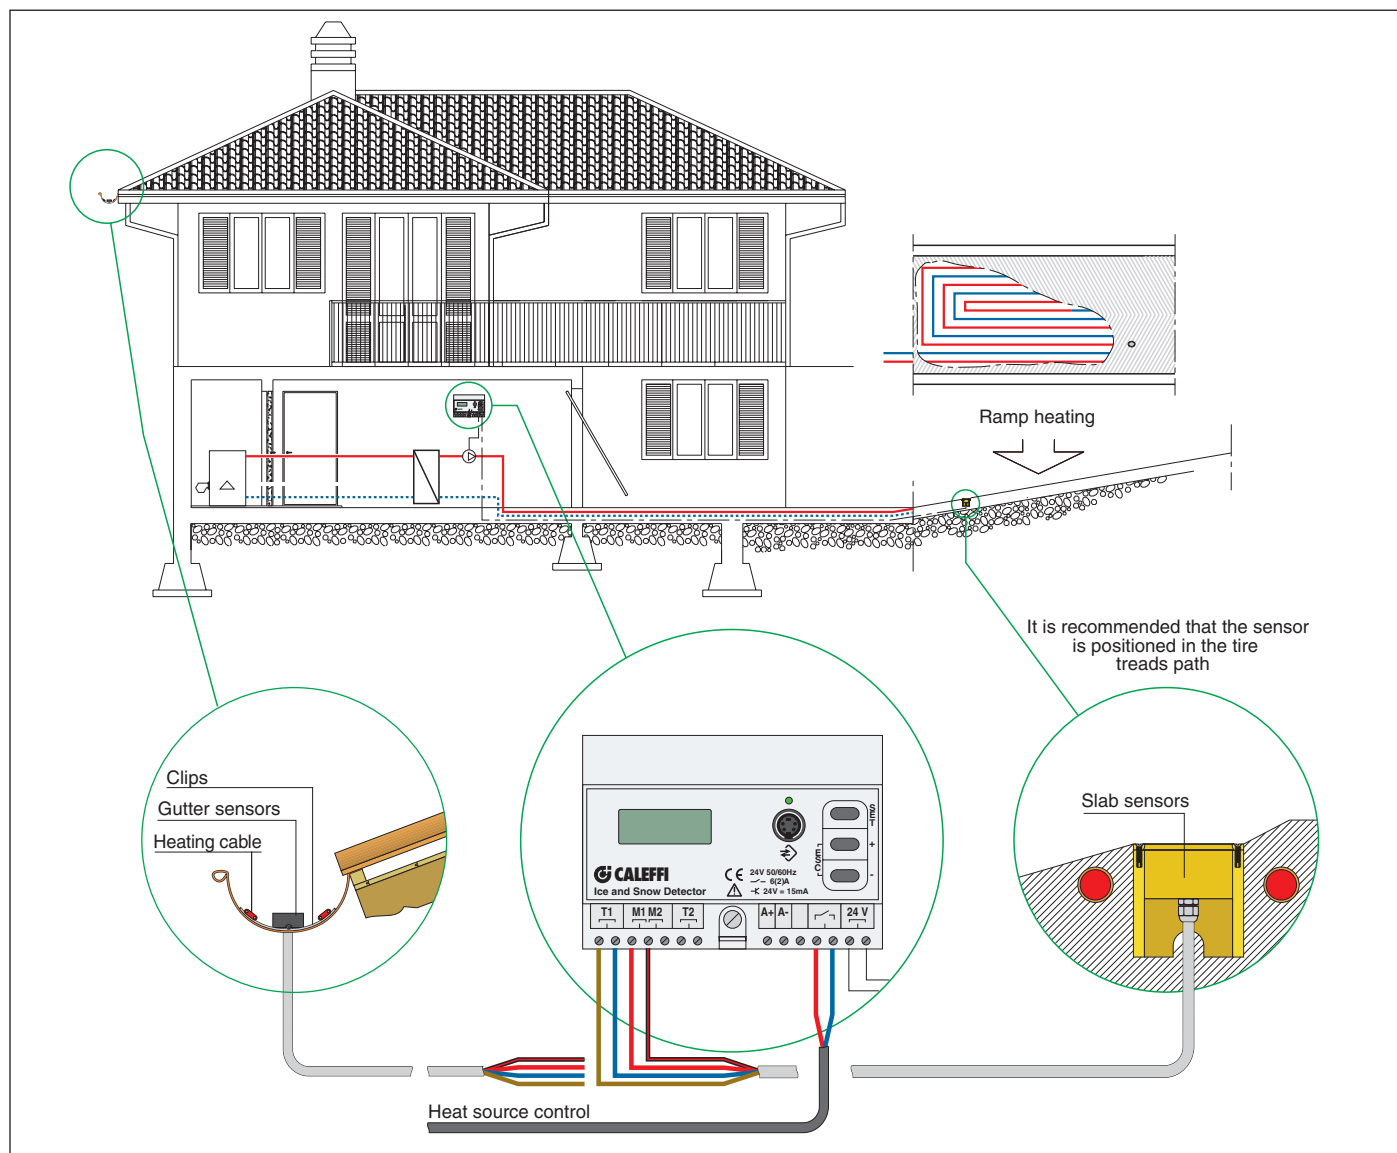 Ramp heating
It is recommended that the sensor
is positioned in the tire
treads path
Clips
Gutter sensors
Heating cable
Slab sensors
SET
+
ESC
-
CALEFFI
Ice and Snow Detector
CE 24V 50/60Hz
6(2)A
24V = 15mA
T1 M1 M2 T2 A+ A- 24 V
Heat source control